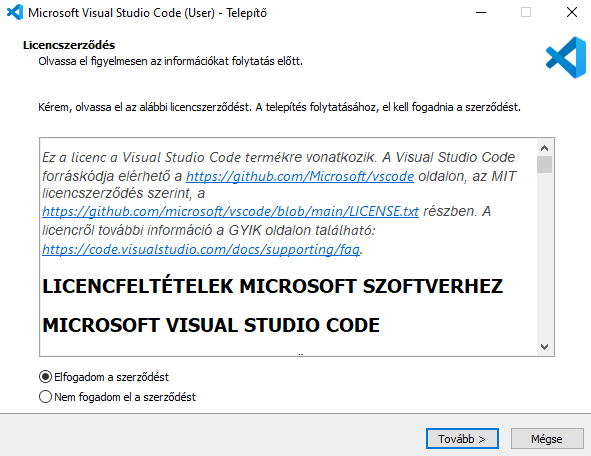 Microsoft Visual Studio Code (User) - Telepítő
Licencszerződés
Olvassa el figyelmesen az információkat folytatás előtt.
Kérem, olvassa el az alábbi licencszerződést. A telepítés folytatásához, el kell fogadnia a szerződést.
Ez a licenc a Visual Studio Code termékre vonatkozik. A Visual Studio Code
forráskódja elérhető a https://github.com/Microsoft/vscode oldalon, az MIT
licencszerződés szerint, a
https://github.com/microsoft/vscode/blob/main/LICENSE.txt részben. A
licencről további információ a GYIK oldalon található:
https://code.visualstudio.com/docs/supporting/faq.
LICENCFELTÉTELEK MICROSOFT SZOFTVERHEZ
MICROSOFT VISUAL STUDIO CODE
Elfogadom a szerződést
Nem fogadom el a szerződést
Tovább >
Mégse